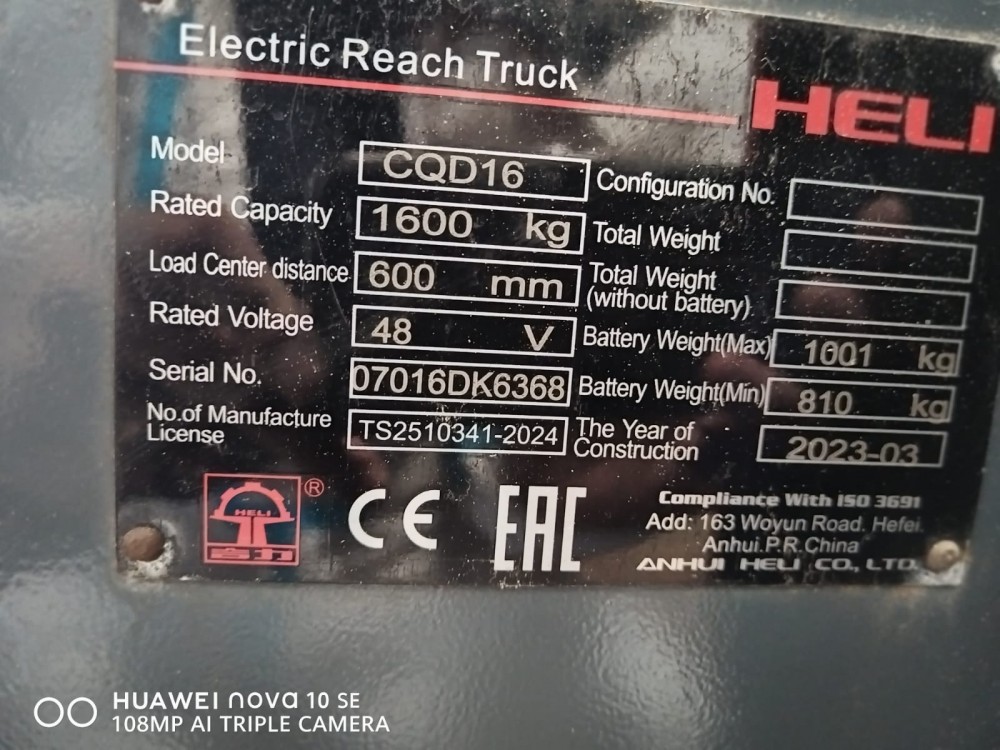 Electric Reach Truck
HELI
Model CQD16 Configuration No.
Rated Capacity 1600 kg Total Weight
Load Center distance 600 mm Total Weight (without battery)
Rated Voltage 48 V Battery Weight(Max) 1001 kg
Serial No. 07016DK6368 Battery Weight(Min) 810 kg
No.of Manufacture License TS2510341-2024 The Year of Construction 2023-03
HELI ®
合力
CE EAC
Compliance With ISO 3691
Add: 163 Woyun Road. Hefei.
Anhui.P.R.China
ANHUI HELI CO., LTD.
HUAWEI nova 10 SE
108MP AI TRIPLE CAMERA